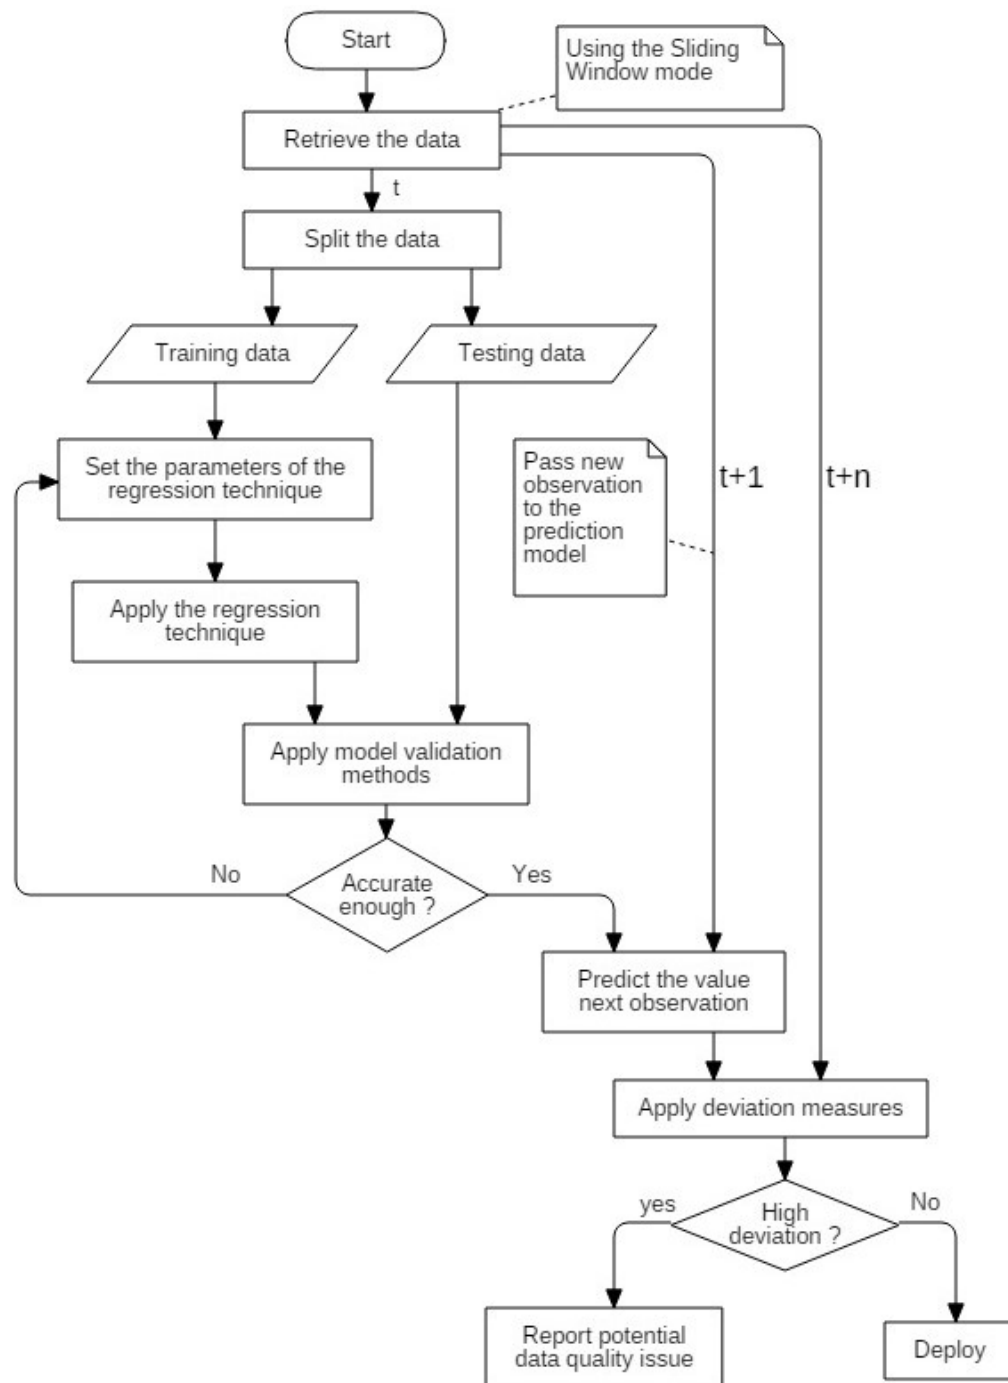 Start
Using the Sliding
Window mode
Retrieve the data
t
Split the data
Training data
Testing data
Set the parameters of the
regression technique
Pass new
observation
to the
prediction
model
t+1
t+n
Apply the regression
technique
Apply model validation
methods
No
Accurate
enough ?
Yes
Predict the value
next observation
Apply deviation measures
yes
High
deviation ?
No
Report potential
data quality issue
Deploy